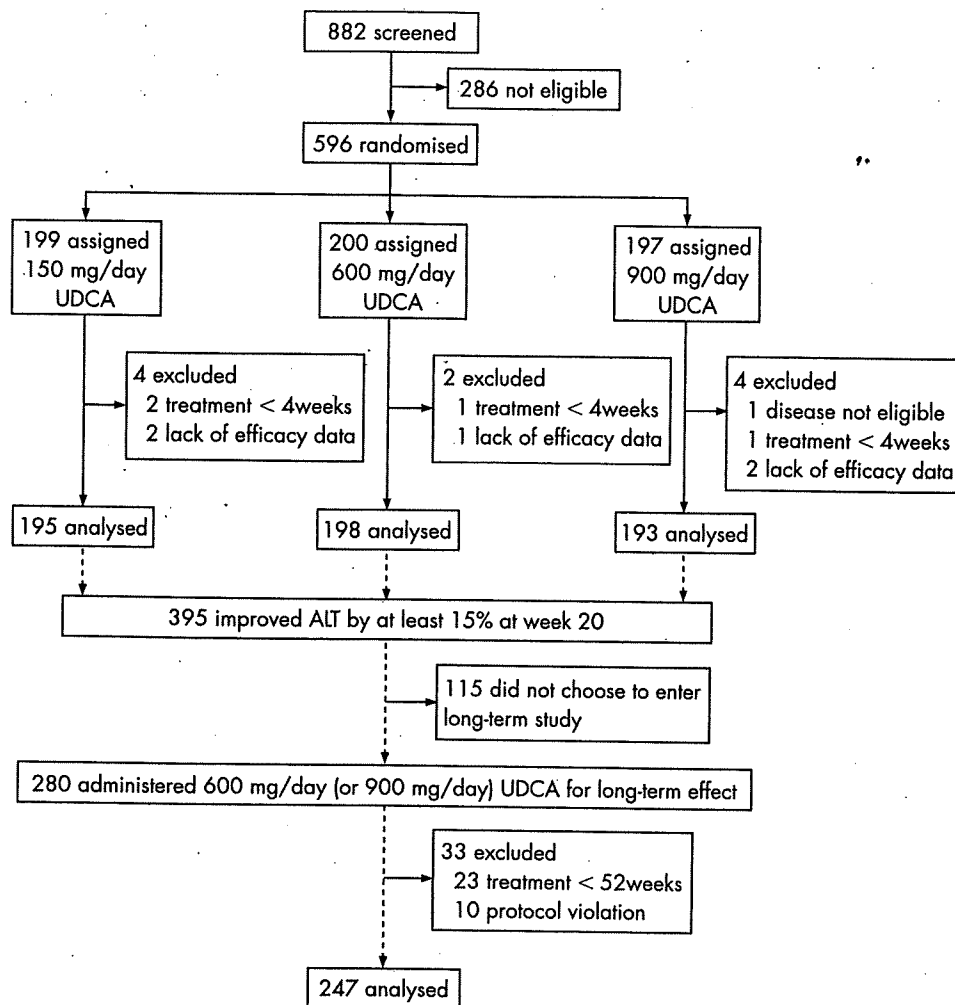 882 screened
286 not eligible
596 randomised
199 assigned
150 mg/day
UDCA
200 assigned
600 mg/day
UDCA
197 assigned
900 mg/day
UDCA
4 excluded
2 treatment < 4weeks
2 lack of efficacy data
2 excluded
1 treatment < 4weeks
1 lack of efficacy data
4 excluded
1 disease not eligible
1 treatment < 4weeks
2 lack of efficacy data
195 analysed
198 analysed
193 analysed
395 improved ALT by at least 15% at week 20
115 did not choose to enter
long-term study
280 administered 600 mg/day (or 900 mg/day) UDCA for long-term effect
33 excluded
23 treatment < 52weeks
10 protocol violation
247 analysed